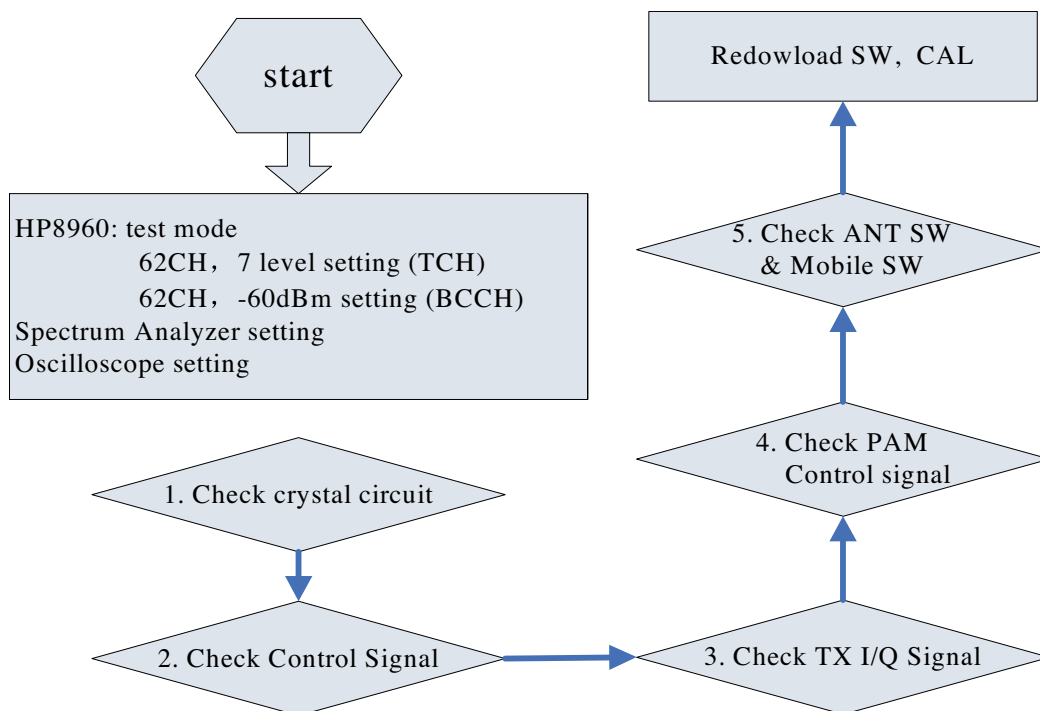 start
HP8960: test mode
62CH，7 level setting (TCH)
62CH，-60dBm setting (BCCH)
Spectrum Analyzer setting
Oscilloscope setting
1. Check crystal circuit
2. Check Control Signal
3. Check TX I/Q Signal
4. Check PAM
Control signal
5. Check ANT SW
& Mobile SW
Redowload SW，CAL